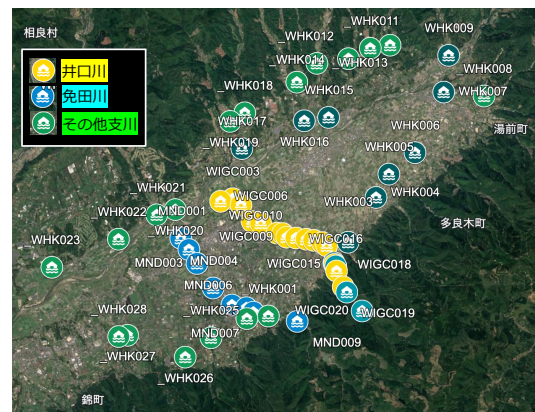 相良村
井口川
免田川
その他支川
_WHK011
WHK009
_WHK012
_WHK014
_WHK013
WHK008
_WHK018
WHK015
WHK007
WHK017
WHK006
湯前町
_WHK019
WHK016
WHK005
WIGC003
_WHK021
WIGC006
WHK004
WHK003
_WHK022
MND001
WIGC010
多良木町
_WHK020
WHK023
WIGC009
WIGC016
MND003
MND004
WIGC015
WIGC018
MND006
WHK001
_WHK028
_WHK025
WIGC020
WIGC019
MND007
MND009
_WHK027
_WHK026
錦町